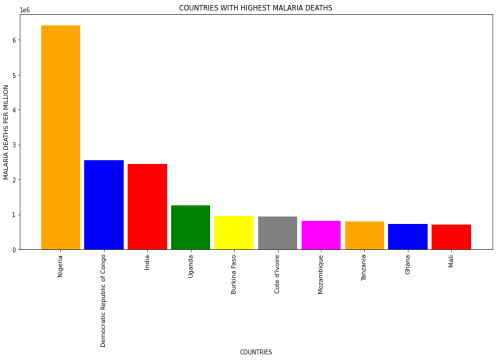 COUNTRIES WITH HIGHEST MALARIA DEATHS
1e6
MALARIA DEATHS PER MILLION
6
5
4
3
2
1
0
Nigeria
Democratic Republic of Congo
India
Uganda
Burkina Faso
Cote d'Ivoire
Mozambique
Tanzania
Ghana
Mali
COUNTRIES